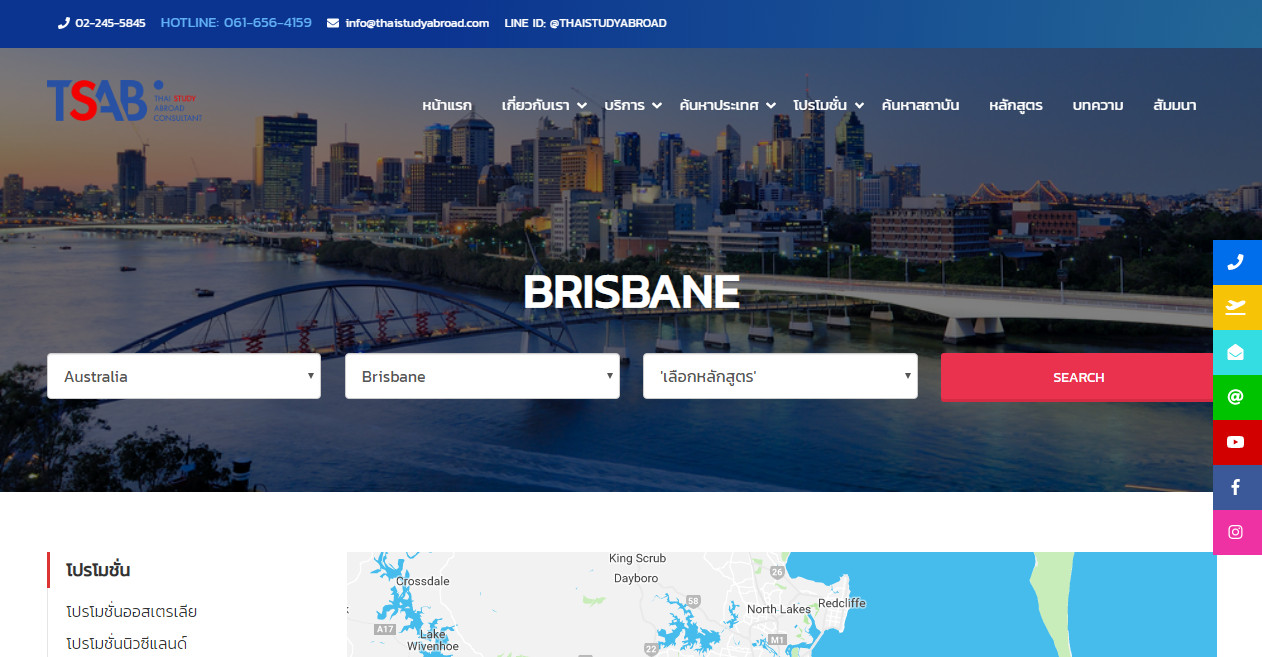 02-245-5845 HOTLINE: 061-656-4159 info@thaistudyabroad.com LINE ID: @THAISTUDYABROAD
TSAB
THAI STUDY
ABROAD
CONSULTANT
หน้าแรก เกี่ยวกับเรา บริการ ค้นหาประเทศ โปรโมชั่น ค้นหาสถาบัน หลักสูตร บทความ สัมมนา
BRISBANE
Australia Brisbane 'เลือกหลักสูตร' SEARCH
โปรโมชั่น
โปรโมชั่นออสเตรเลีย
โปรโมชั่นนิวซีแลนด์
King Scrub
Crossdale
Dayboro
26
58
North Lakes
Redcliffe
A17
Lake
Wivenhoe
M1
22